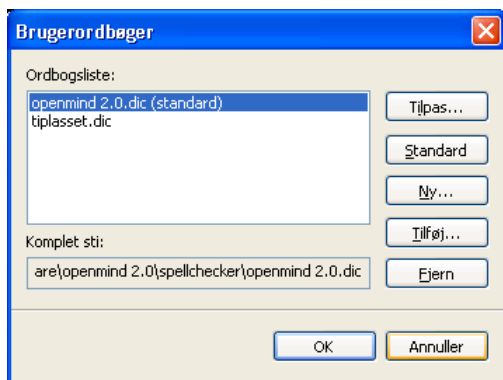 Brugerordbøger
Ordbogsliste:
openmind 2.0.dic (standard)
tiplasset.dic
Tilpas...
Standard
Ny...
Tilføj...
Fjern
Komplet sti:
are\openmind 2.0\spellchecker\openmind 2.0.dic
OK
Annuller